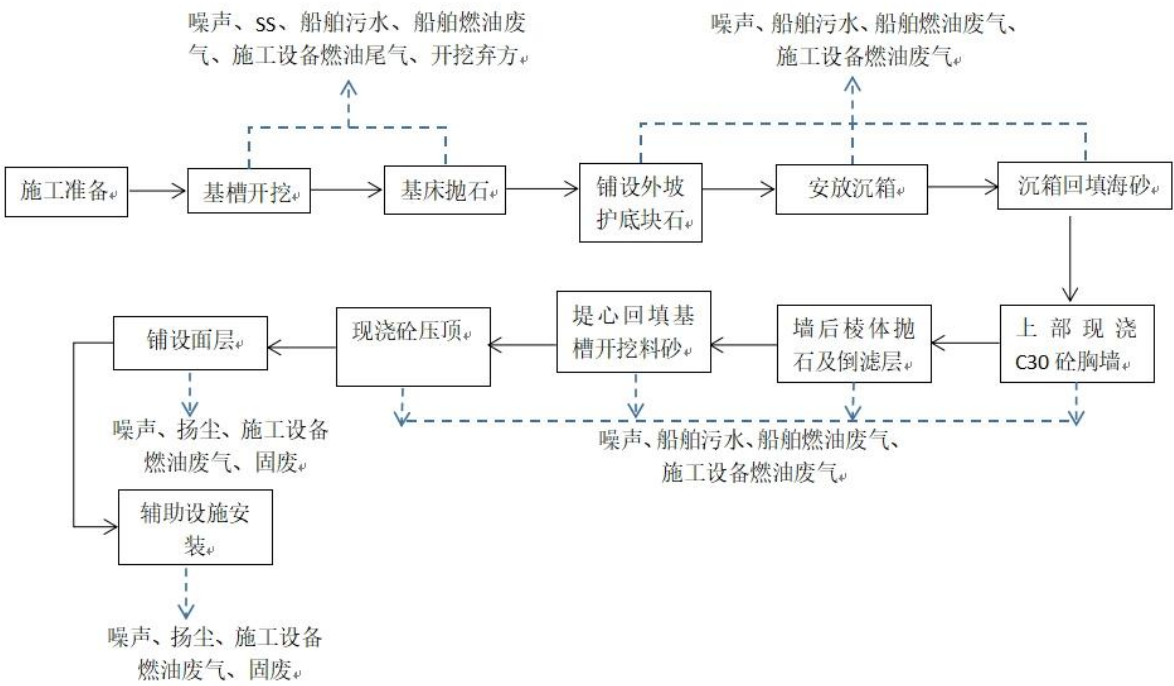 噪声、SS、船舶污水、船舶燃油废
气、施工设备燃油尾气、开挖弃方
噪声、船舶污水、船舶燃油废气、
施工设备燃油废气
施工准备
基槽开挖
基床抛石
铺设外坡
护底块石
安放沉箱
沉箱回填海砂
铺设面层
现浇砼压顶
堤心回填基
槽开挖料砂
墙后棱体抛
石及倒滤层
上部现浇
C30 砼胸墙
噪声、扬尘、施工设备
燃油废气、固废
噪声、船舶污水、船舶燃油废气、
施工设备燃油废气
辅助设施安
装
噪声、扬尘、施工设备
燃油废气、固废